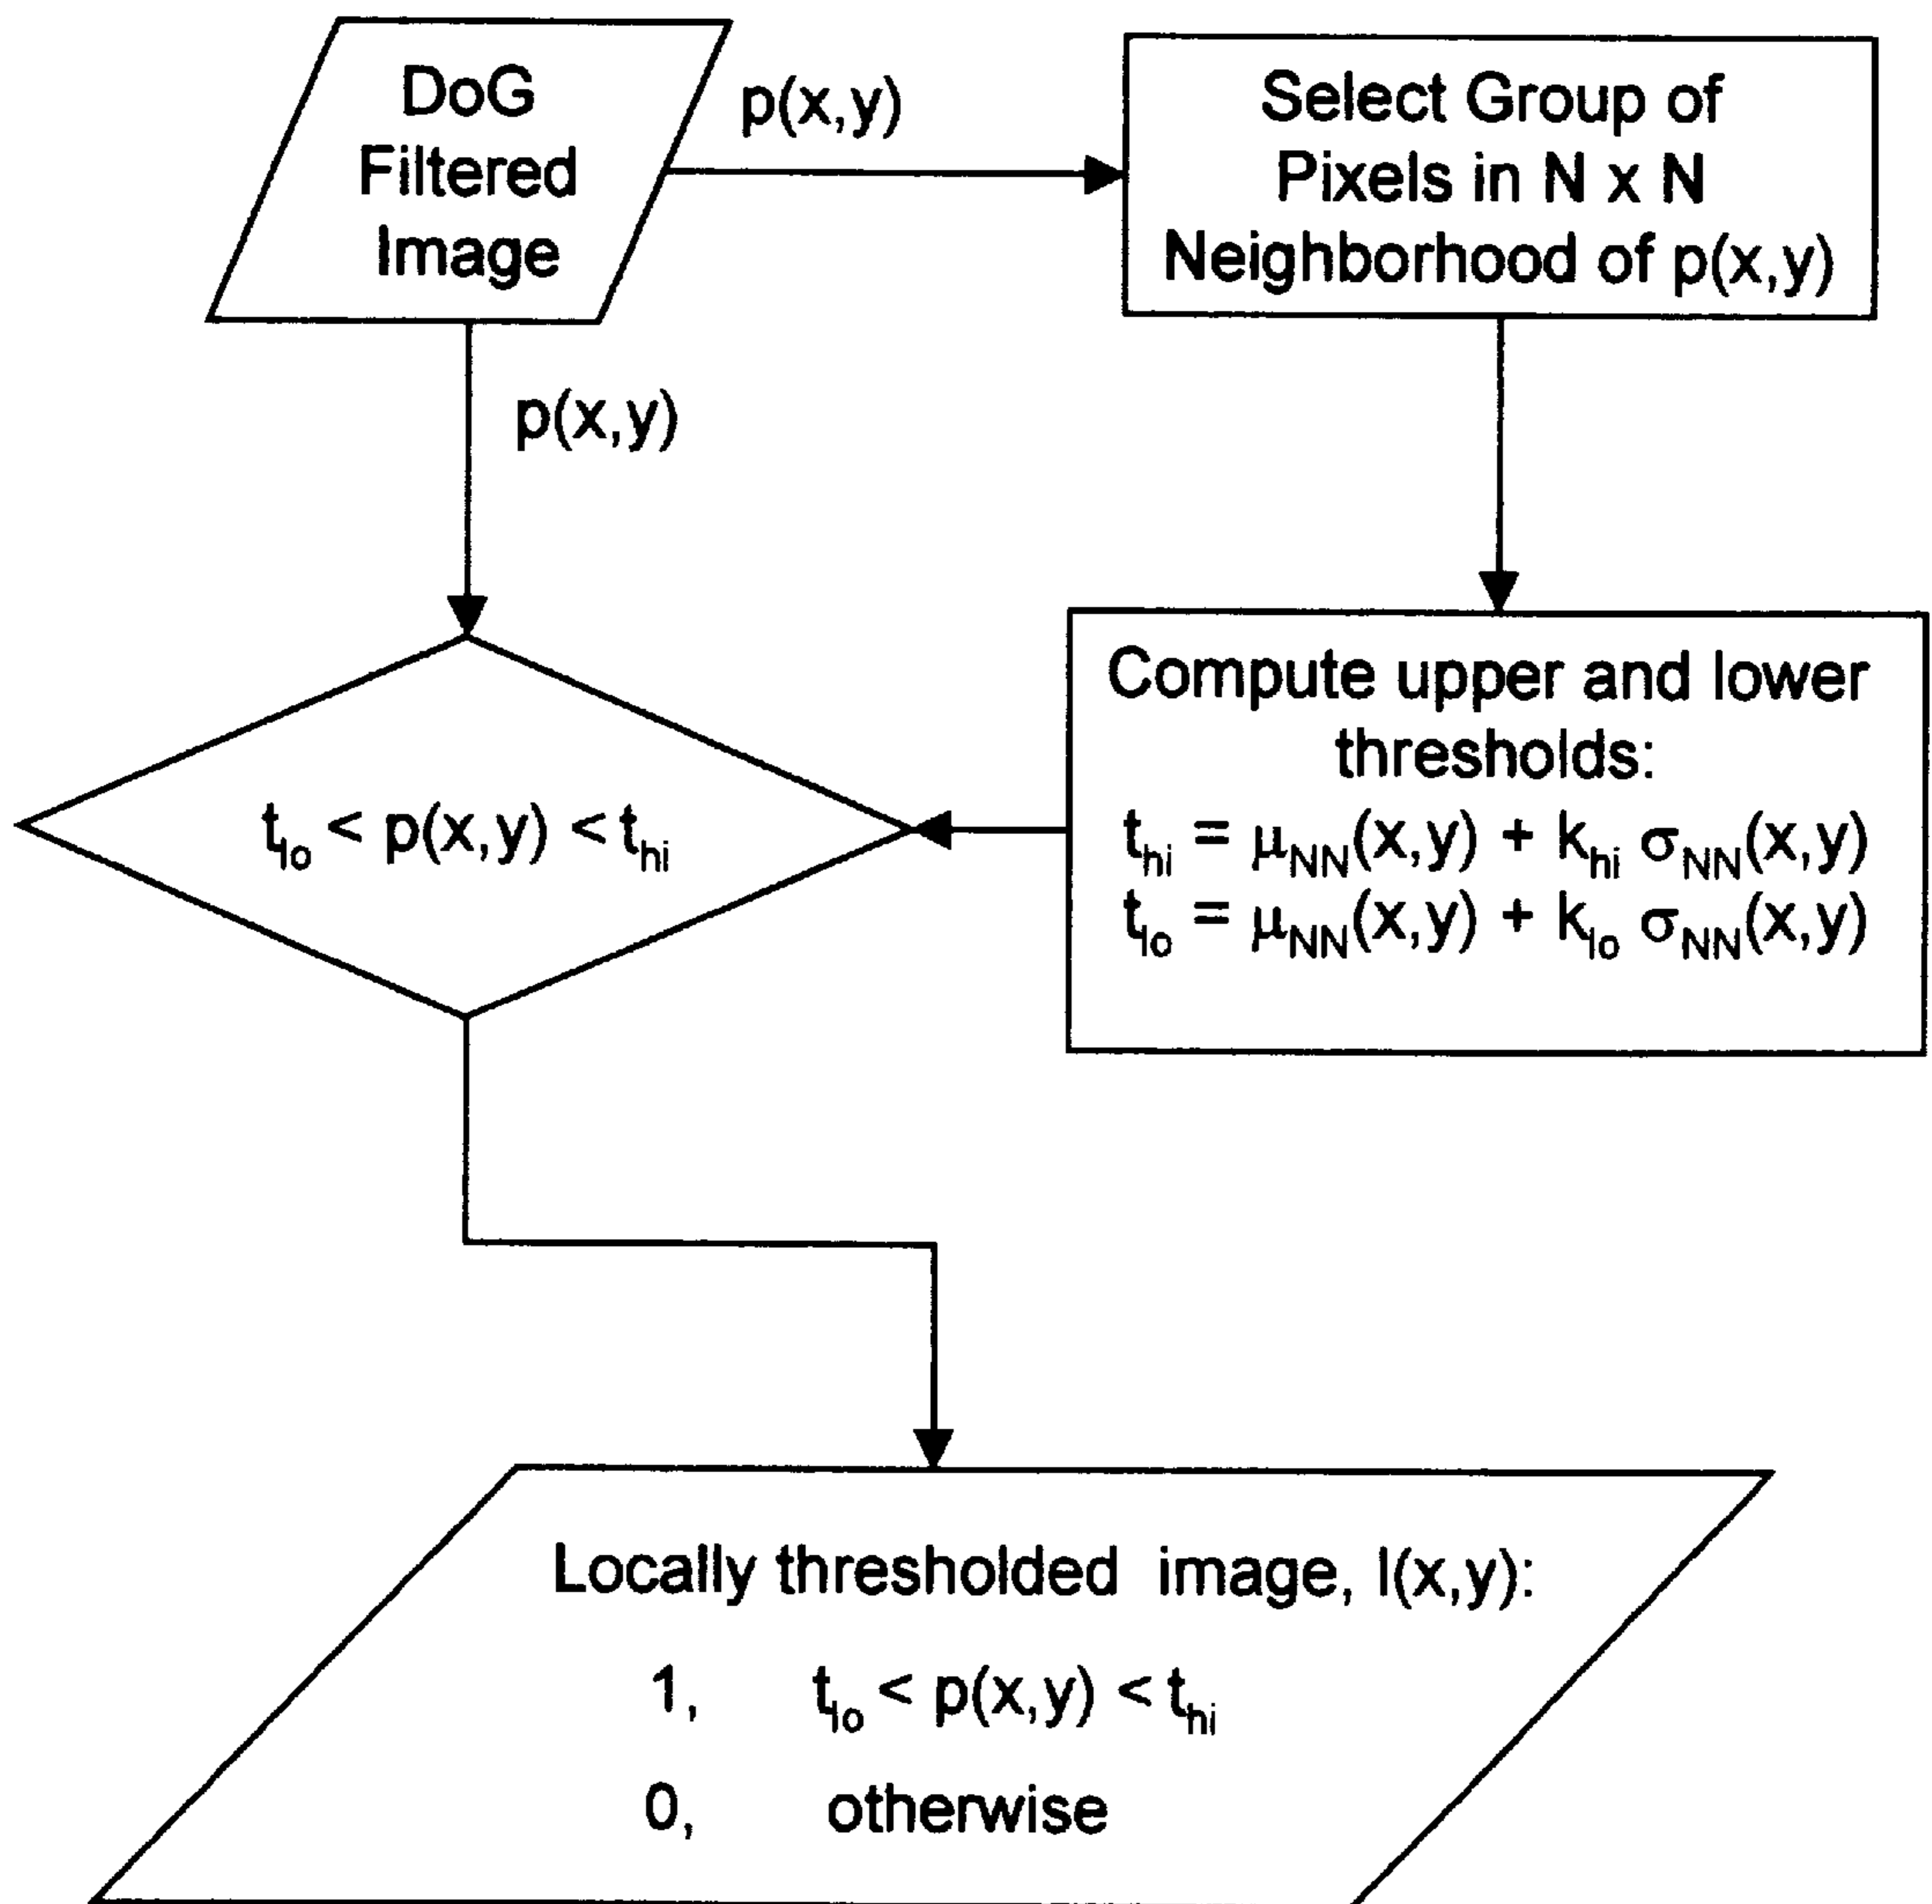 DoG
Filtered
Image
p(x,y)
Select Group of
Pixels in N x N
Neighborhood of p(x,y)
p(x,y)
t_lo < p(x,y) < t_hi
Compute upper and lower
thresholds:
t_hi = μ_NN(x,y) + k_hi σ_NN(x,y)
t_lo = μ_NN(x,y) + k_lo σ_NN(x,y)
Locally thresholded image, I(x,y):
1, t_lo < p(x,y) < t_hi
0, otherwise